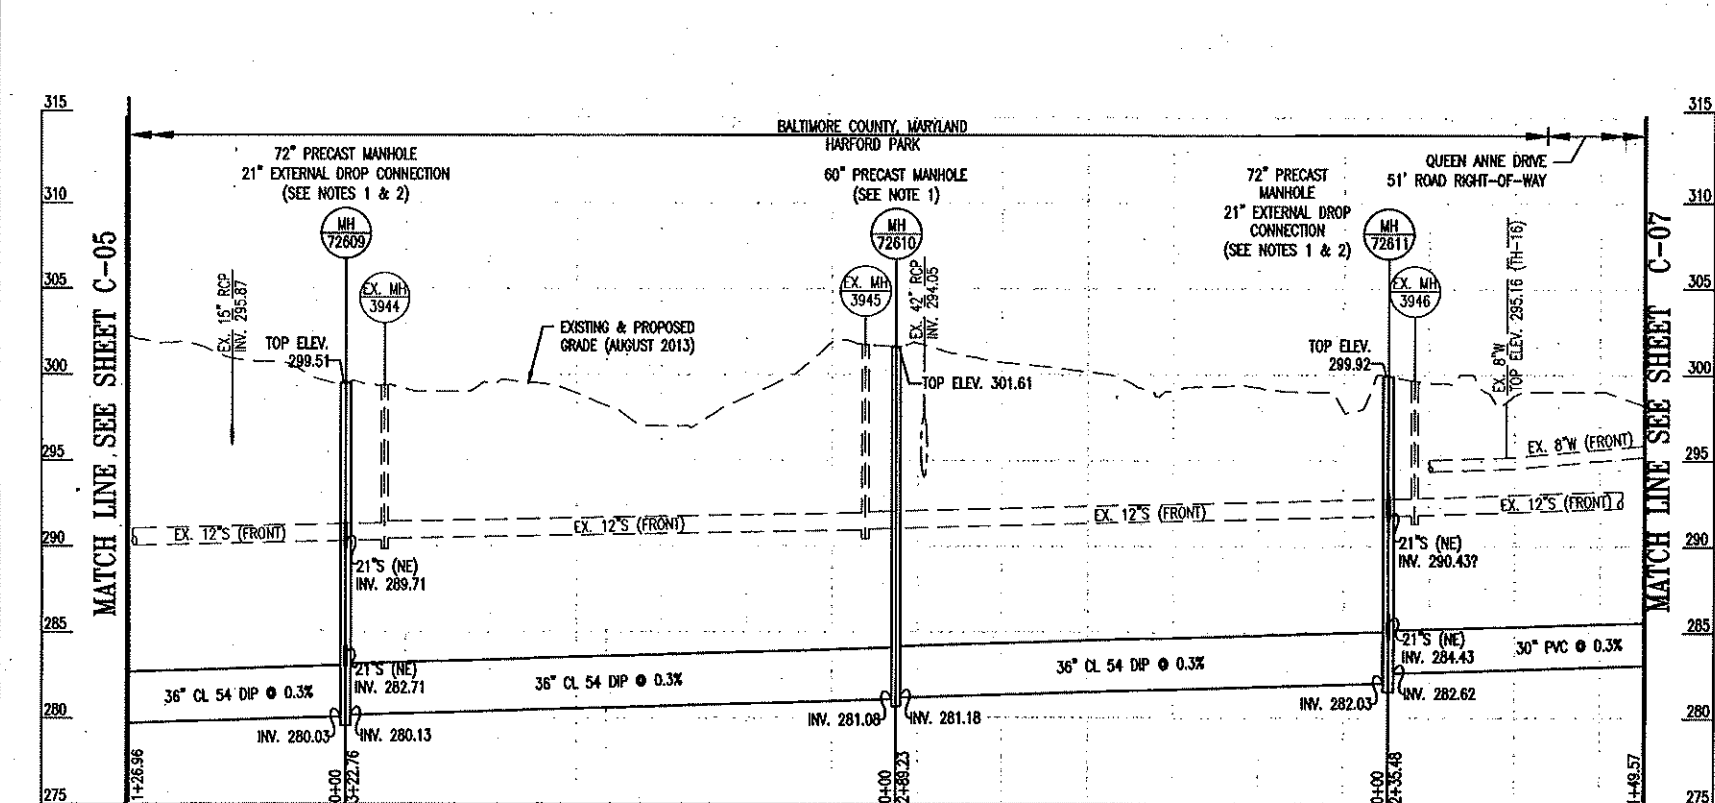 315
315
BALTIMORE COUNTY, MARYLAND
HARFORD PARK
72" PRECAST MANHOLE
21" EXTERNAL DROP CONNECTION
(SEE NOTES 1 & 2)
60" PRECAST MANHOLE
(SEE NOTE 1)
72" PRECAST
MANHOLE
21" EXTERNAL DROP
CONNECTION
(SEE NOTES 1 & 2)
QUEEN ANNE DRIVE
51' ROAD RIGHT-OF-WAY
310
310
MH
72609
MH
72610
MH
72611
305
305
EX. MH
3944
EX. MH
3945
EX. MH
3946
EX. 15" RCP
INV. 295.87
EX. 42" RCP
INV. 294.05
EX. 8"W
TOP ELEV. 295.16 (TH-16)
MATCH LINE, SEE SHEET C-05
MATCH LINE SEE SHEET C-07
TOP ELEV.
299.51
EXISTING & PROPOSED
GRADE (AUGUST 2013)
TOP ELEV. 301.61
TOP ELEV.
299.92
300
300
295
295
EX. 8"W (FRONT)
EX. 12"S (FRONT)
EX. 12"S (FRONT)
EX. 12"S (FRONT)
EX. 12"S (FRONT)
290
290
21"S (NE)
INV. 289.71
21"S (NE)
INV. 290.43?
285
285
21"S (NE)
INV. 282.71
21"S (NE)
INV. 284.43
36" CL 54 DIP @ 0.3%
36" CL 54 DIP @ 0.3%
36" CL 54 DIP @ 0.3%
30" PVC @ 0.3%
280
280
INV. 280.03
INV. 280.13
INV. 281.08
INV. 281.18
INV. 282.03
INV. 282.62
275
275
1+26.96
0+00
3+22.76
0+00
2+89.23
0+00
2+35.48
1+49.57